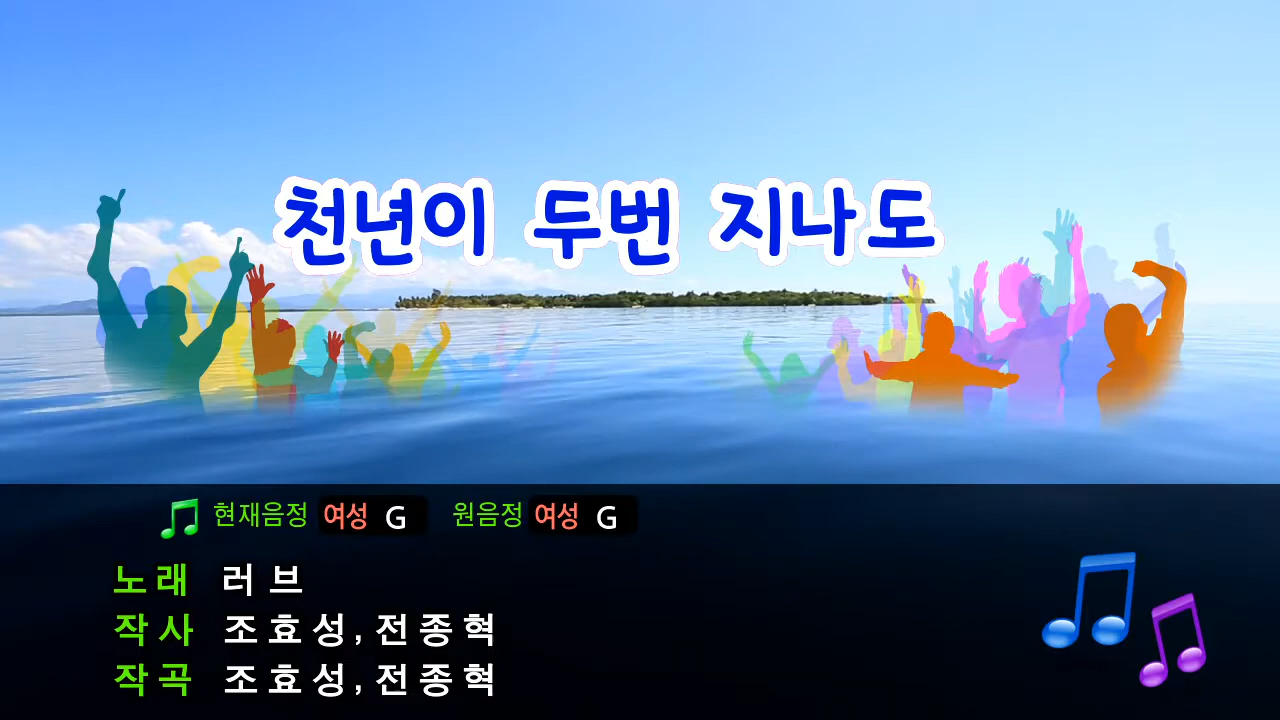 천년이 두번 지나도
현재음정 여성 G 원음정 여성 G
노래 러브
작사 조효성, 전종혁
작곡 조효성, 전종혁